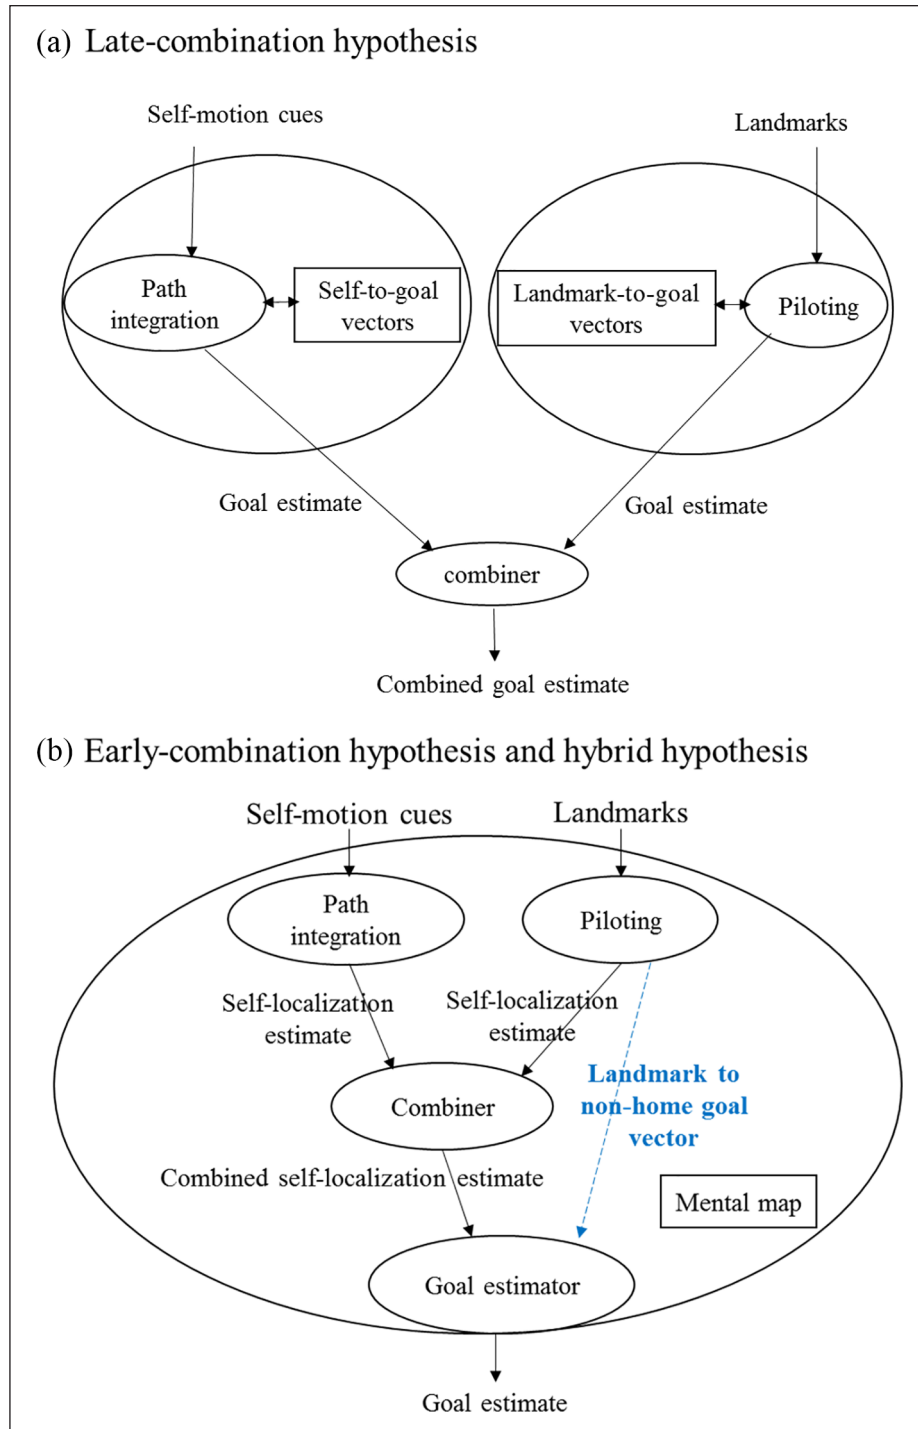 (a) Late-combination hypothesis
Self-motion cues
Landmarks
Path
integration
Self-to-goal
vectors
Landmark-to-goal
vectors
Piloting
Goal estimate
Goal estimate
combiner
Combined goal estimate
(b) Early-combination hypothesis and hybrid hypothesis
Self-motion cues
Landmarks
Path
integration
Piloting
Self-localization
estimate
Self-localization
estimate
Combiner
Landmark to
non-home goal
vector
Combined self-localization estimate
Mental map
Goal estimator
Goal estimate